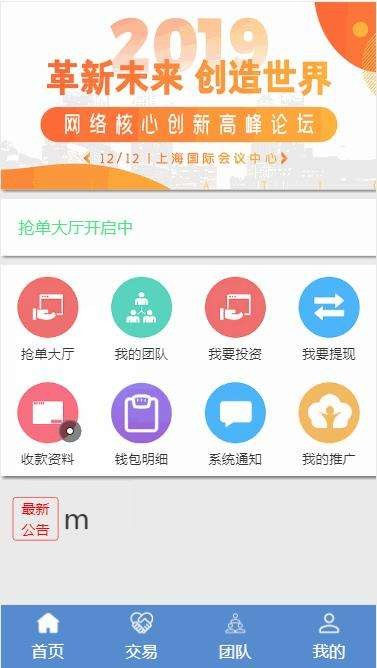 2019
革新未来 创造世界
网络核心创新高峰论坛
12/12 | 上海国际会议中心
抢单大厅开启中
抢单大厅 我的团队 我要投资 我要提现
收款资料 钱包明细 系统通知 我的推广
最新
公告 m
首页 交易 团队 我的